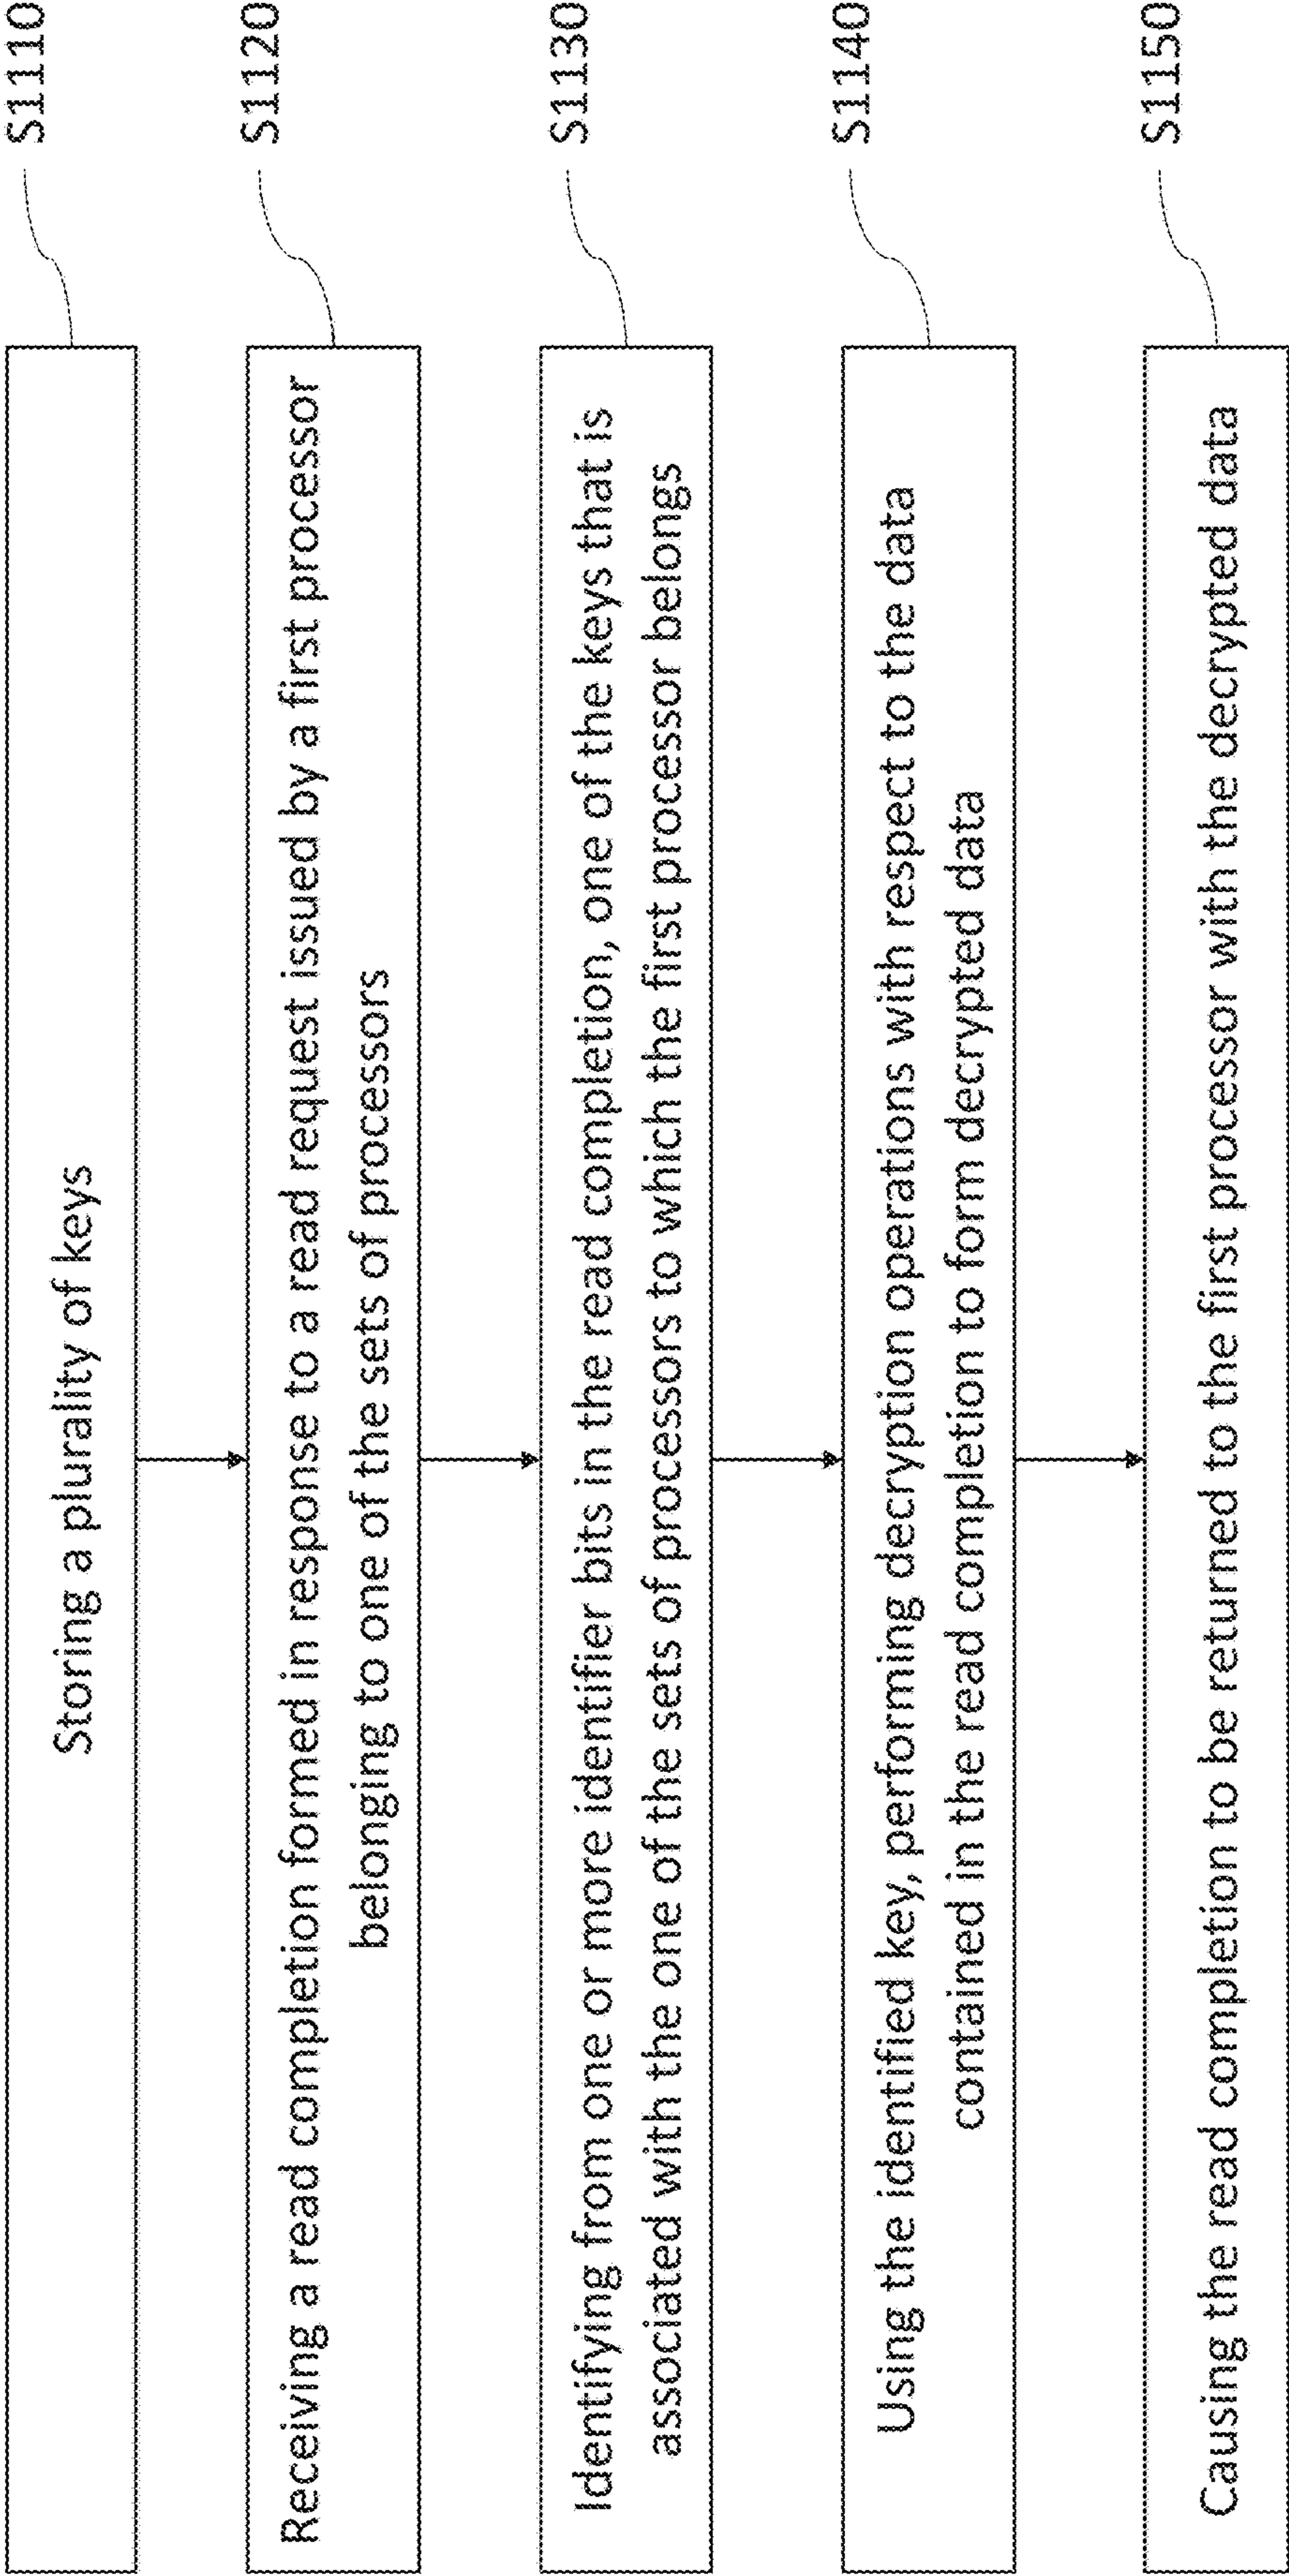 Storing a plurality of keys
S1110
Receiving a read completion formed in response to a read request issued by a first processor
belonging to one of the sets of processors
S1120
Identifying from one or more identifier bits in the read completion, one of the keys that is
associated with the one of the sets of processors to which the first processor belongs
S1130
Using the identified key, performing decryption operations with respect to the data
contained in the read completion to form decrypted data
S1140
Causing the read completion to be returned to the first processor with the decrypted data
S1150